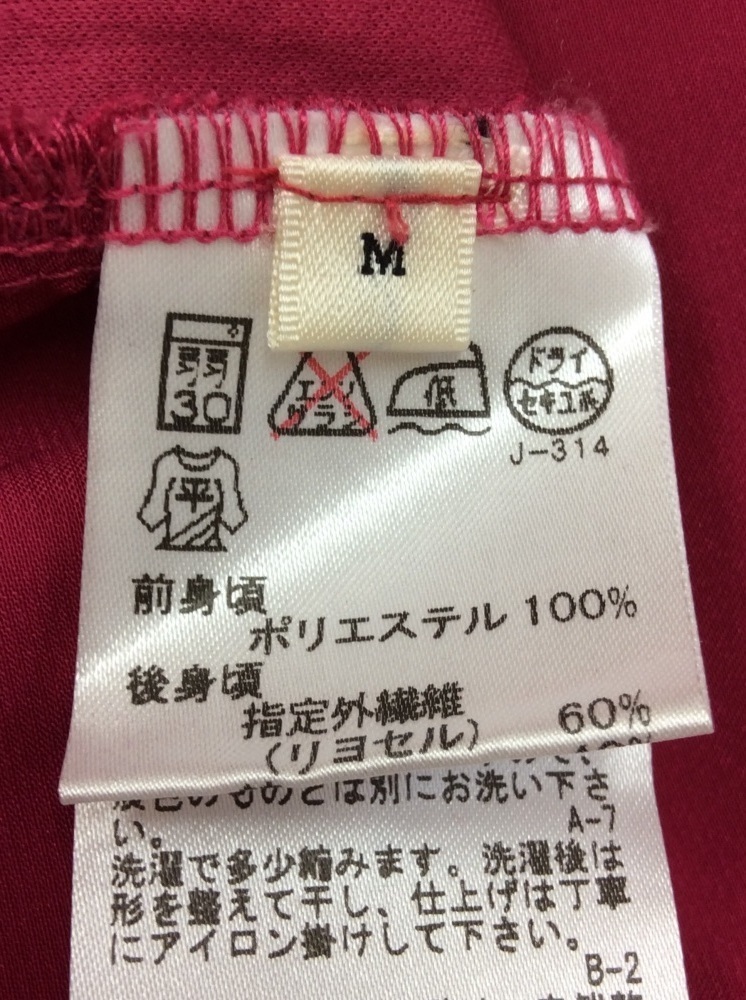 M
弱
30
エンソ
サラシ
低
ドライ
セキユ系
J-314
平
前身頃
ポリエステル 100%
後身頃
指定外繊維 60%
(リヨセル)
のものとは別にお洗い下さ
い。
A-7
洗濯で多少縮みます。洗濯後は
形を整えて干し、仕上げは丁寧
にアイロン掛けして下さい。
B-2